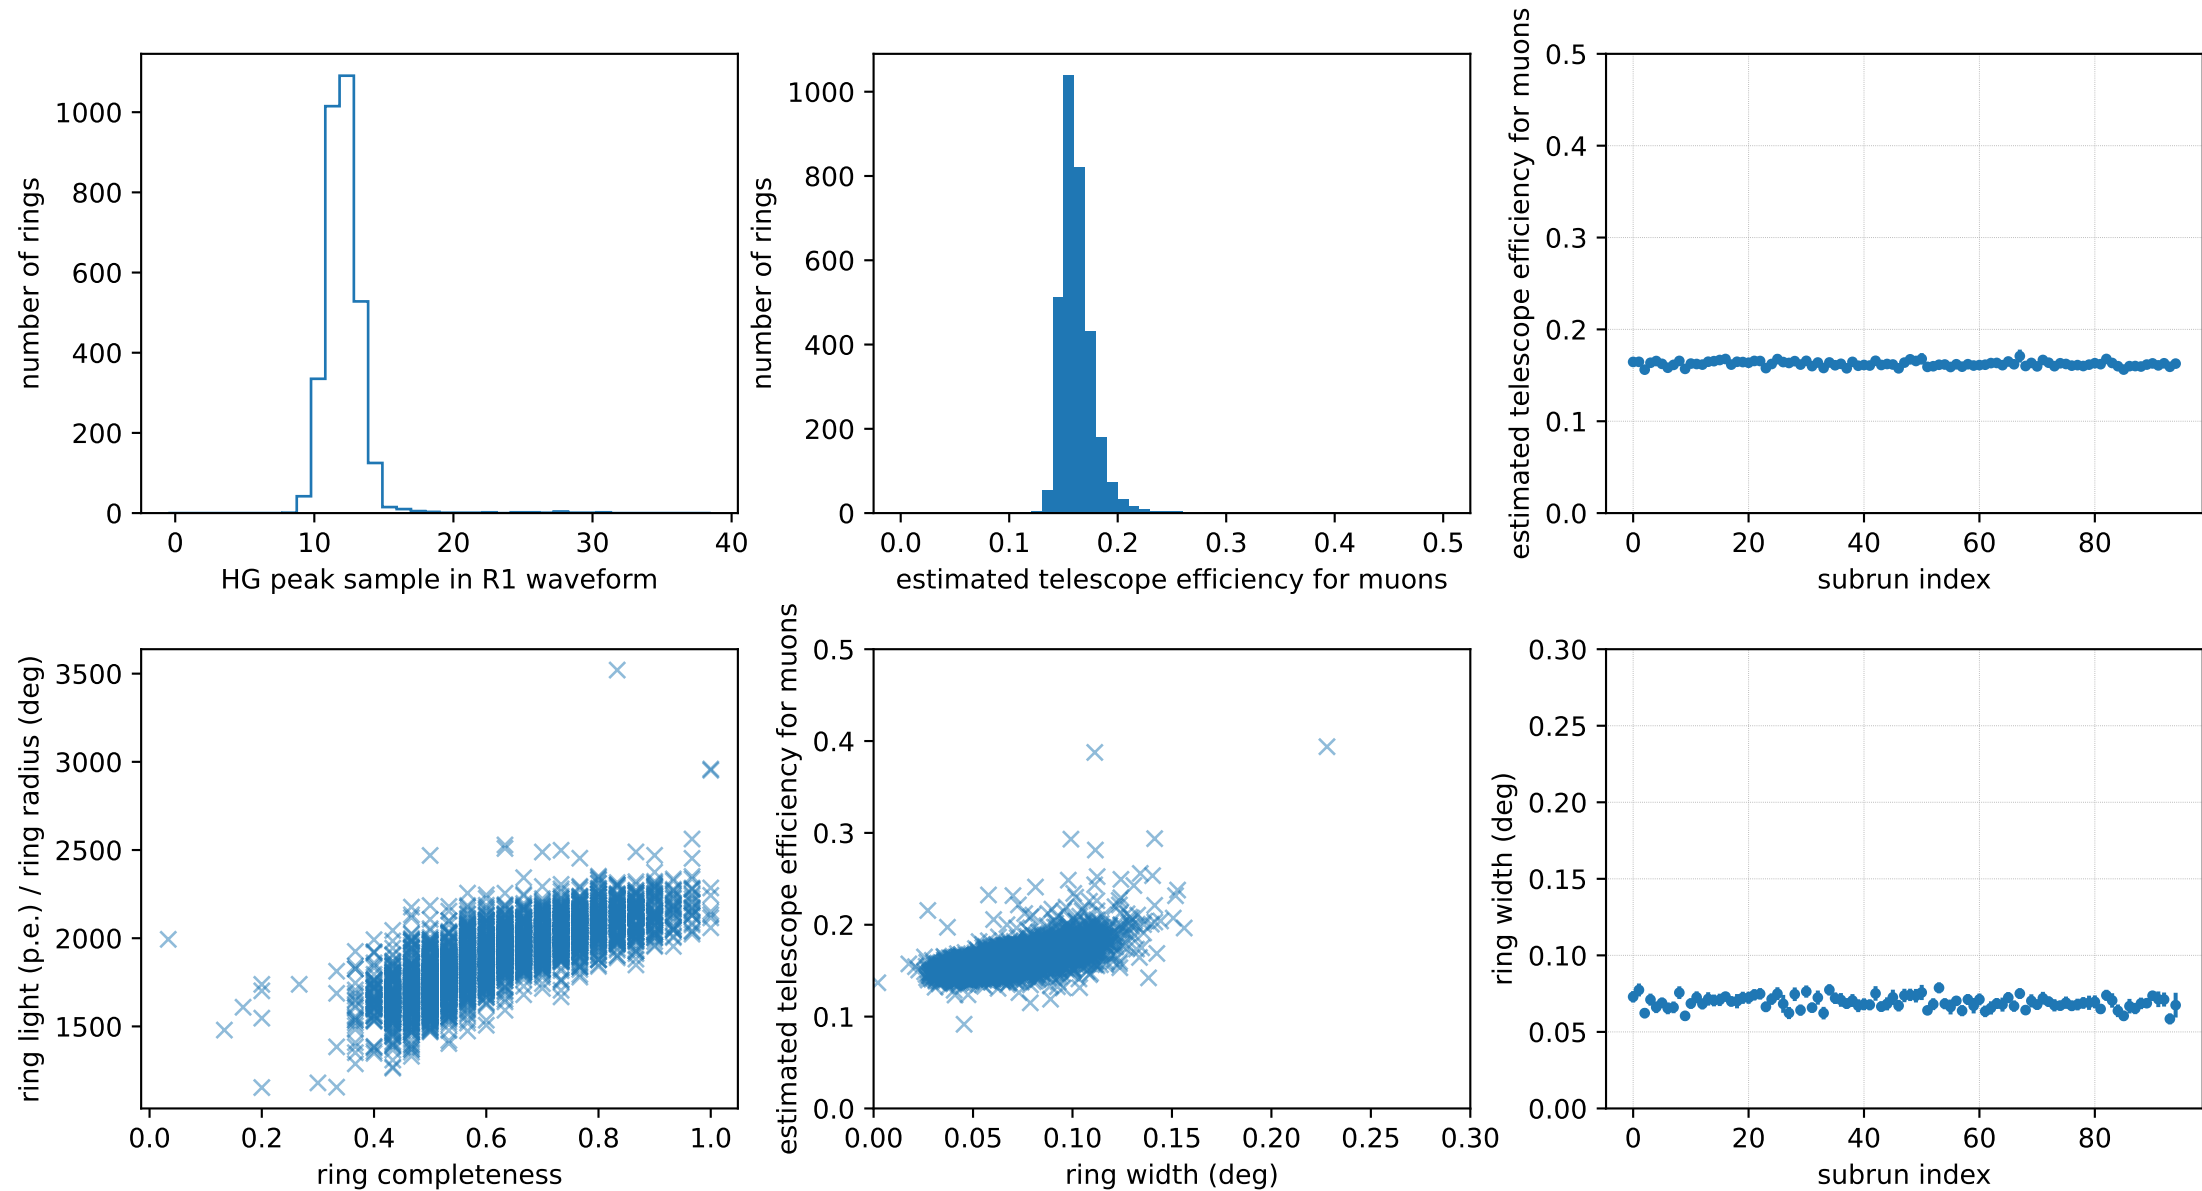 number of rings
1000
800
600
400
200
0
0 10 20 30 40
HG peak sample in R1 waveform
number of rings
1000
800
600
400
200
0
0.0 0.1 0.2 0.3 0.4 0.5
estimated telescope efficiency for muons
estimated telescope efficiency for muons
0.5
0.4
0.3
0.2
0.1
0.0
0 20 40 60 80
subrun index
ring light (p.e.) / ring radius (deg)
3500
3000
2500
2000
1500
0.0 0.2 0.4 0.6 0.8 1.0
ring completeness
estimated telescope efficiency for muons
0.5
0.4
0.3
0.2
0.1
0.0
0.00 0.05 0.10 0.15 0.20 0.25 0.30
ring width (deg)
ring width (deg)
0.30
0.25
0.20
0.15
0.10
0.05
0.00
0 20 40 60 80
subrun index